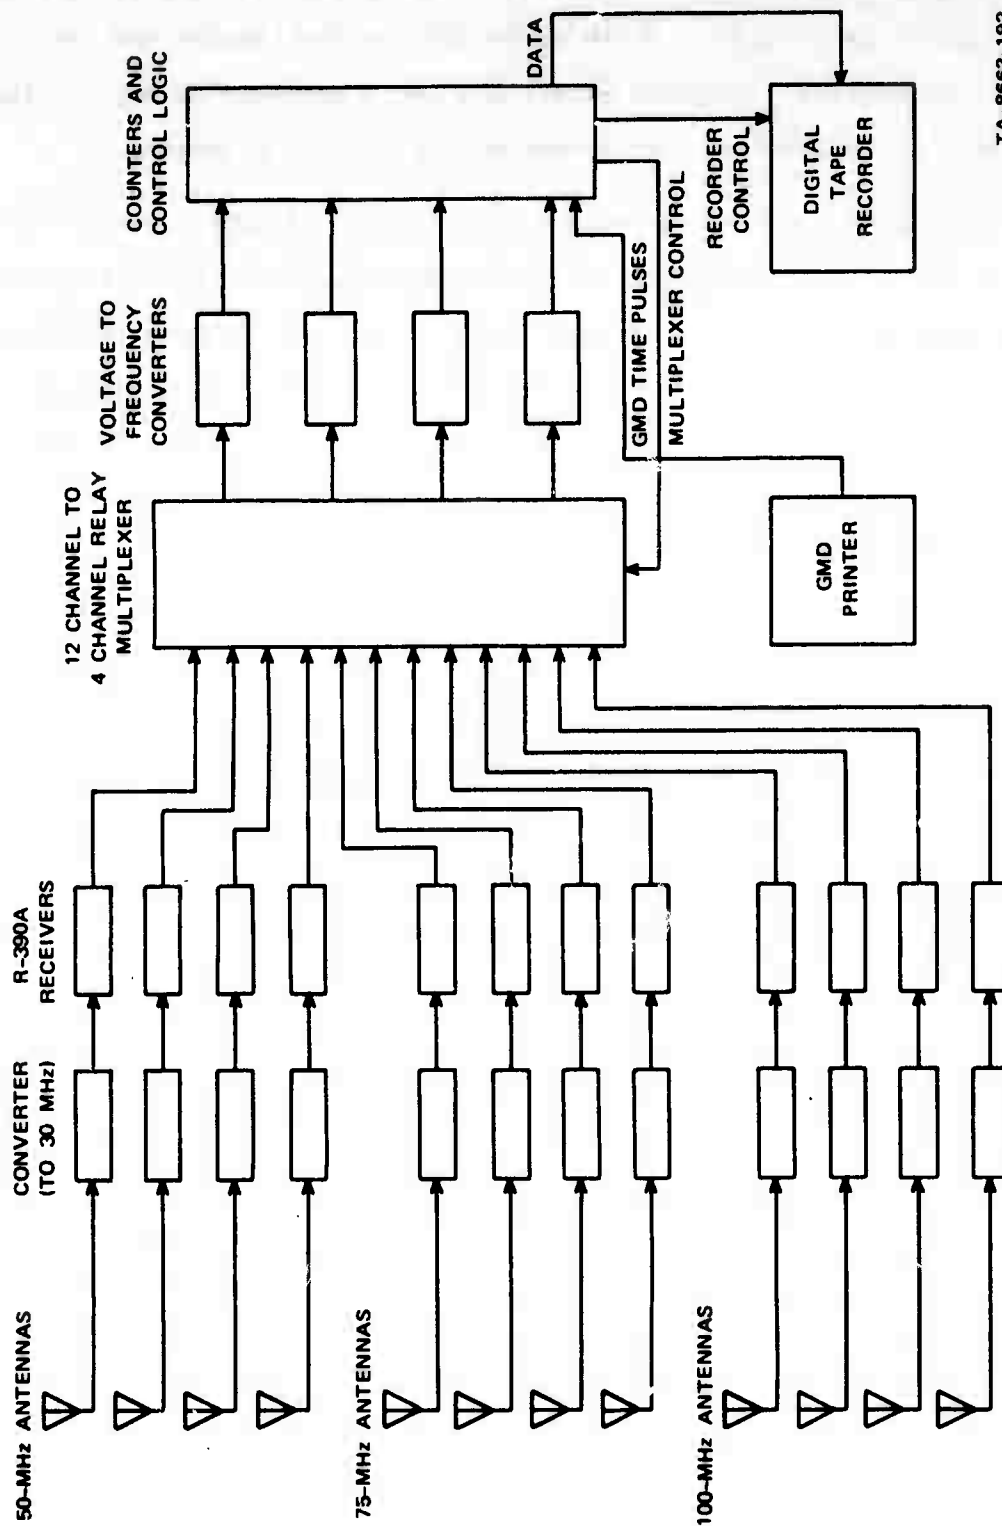 50-MHz ANTENNAS
CONVERTER
(TO 30 MHz)
R-390A
RECEIVERS
12 CHANNEL TO
4 CHANNEL RELAY
MULTIPLEXER
VOLTAGE TO
FREQUENCY
CONVERTERS
COUNTERS AND
CONTROL LOGIC
75-MHz ANTENNAS
100-MHz ANTENNAS
GMD TIME PULSES
MULTIPLEXER CONTROL
RECORDER
CONTROL
DATA
GMD
PRINTER
DIGITAL
TAPE
RECORDER